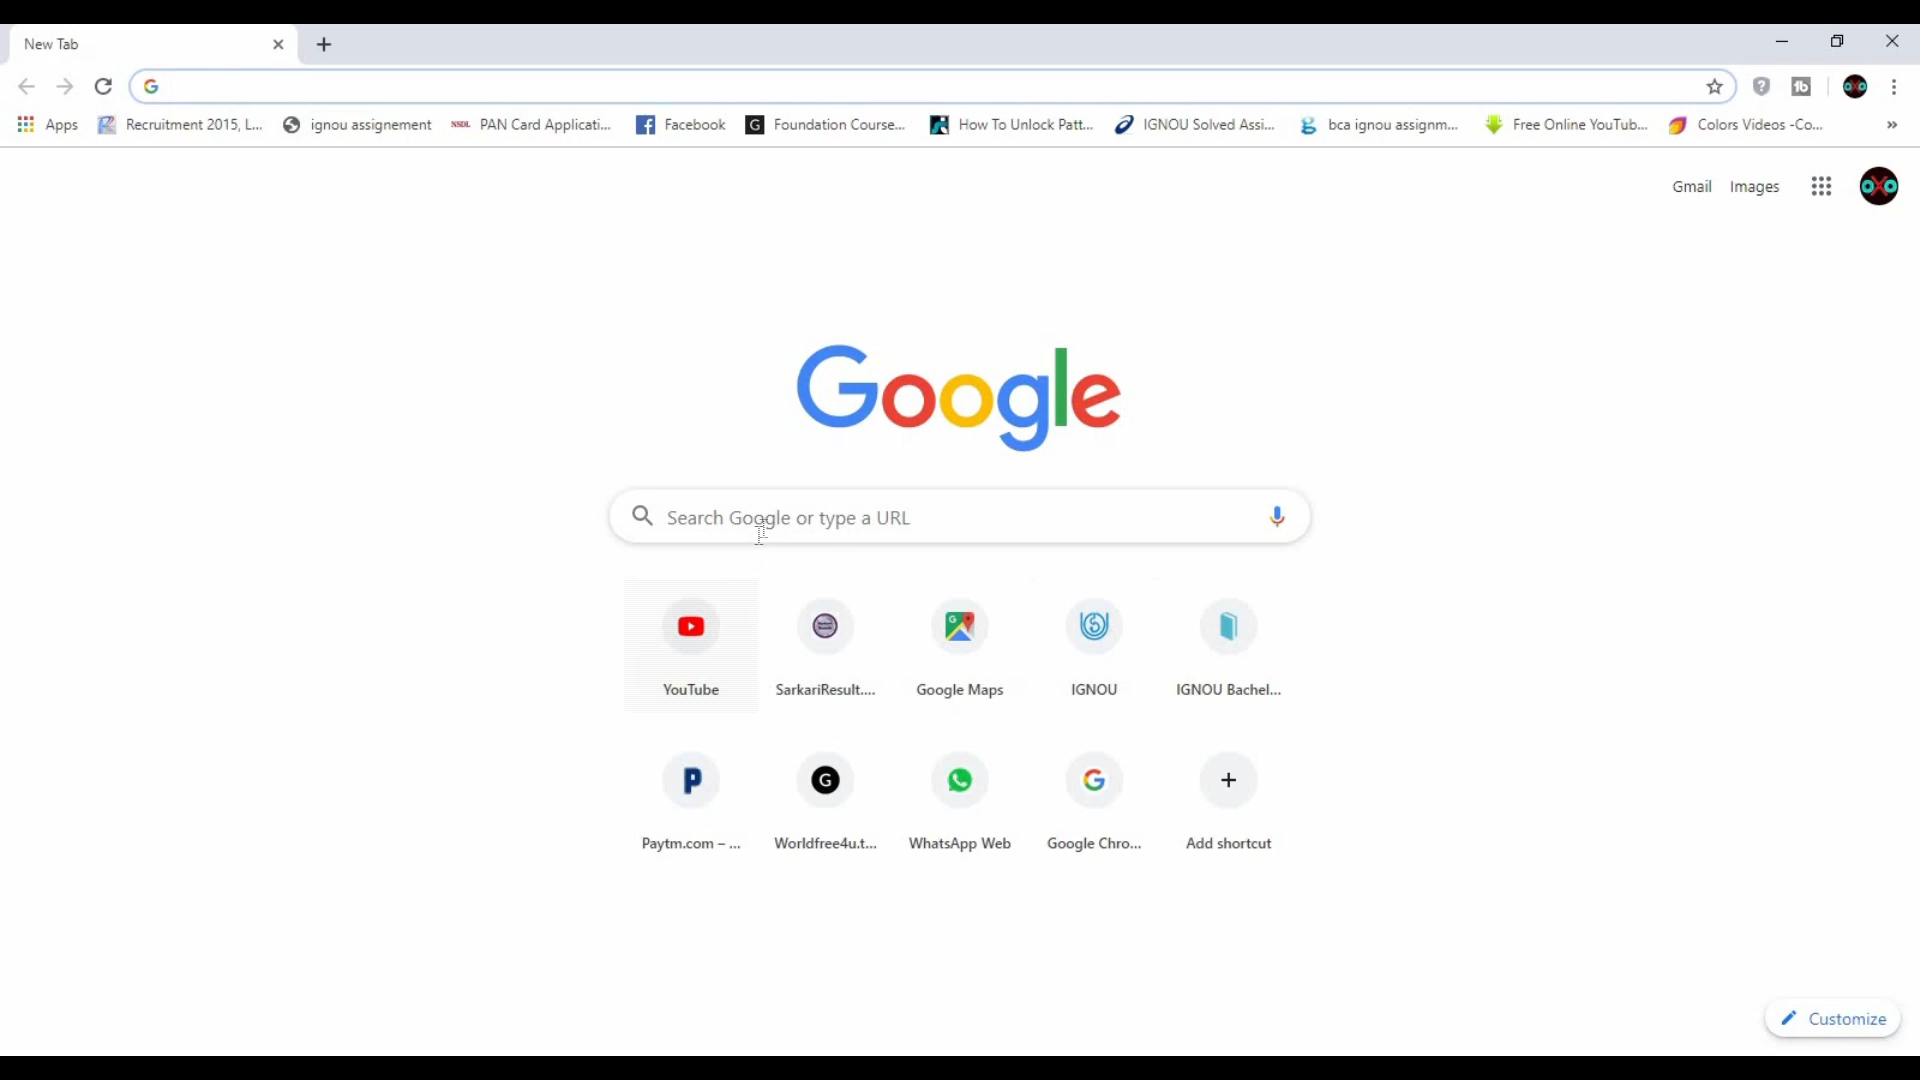 New Tab
Apps Recruitment 2015, L... ignou assignement NSDL PAN Card Applicati... Facebook G Foundation Course... How To Unlock Patt... IGNOU Solved Assi... bca ignou assignm... Free Online YouTub... Colors Videos -Co... »
Gmail Images oXo
Google
Search Google or type a URL
YouTube SarkariResult.... Google Maps IGNOU IGNOU Bachel...
Paytm.com – ... Worldfree4u.t... WhatsApp Web Google Chro... Add shortcut
Customize